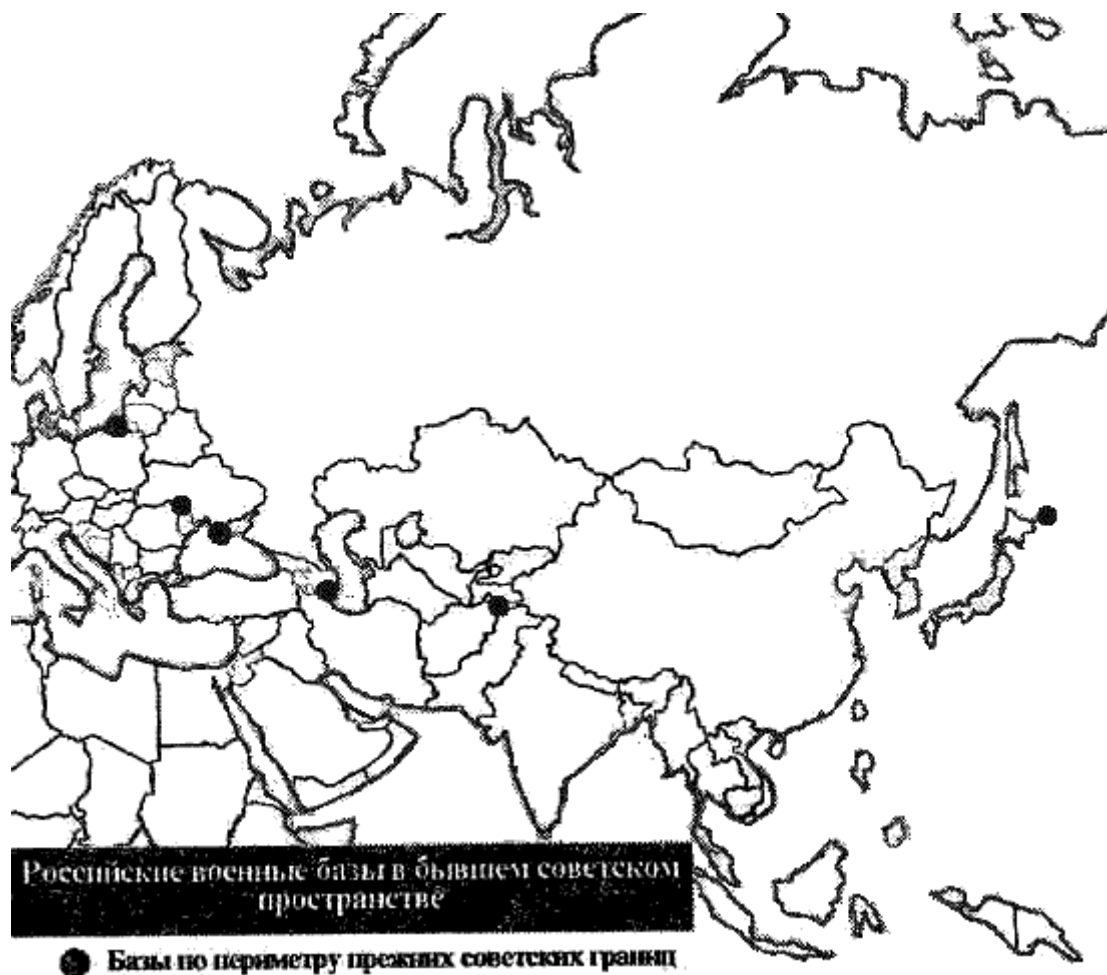 Российские военные базы в бывшем советском
пространстве
Базы по периметру прежних советских границ